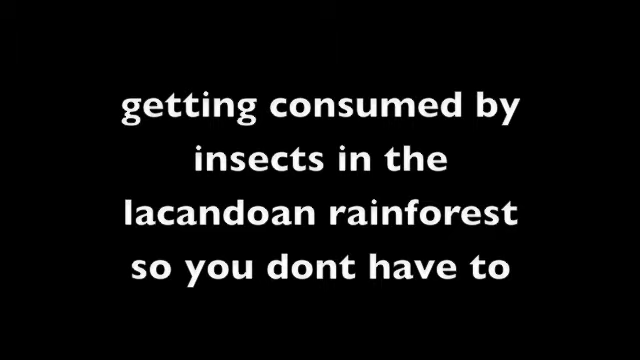 getting consumed by
insects in the
lacandoan rainforest
so you dont have to